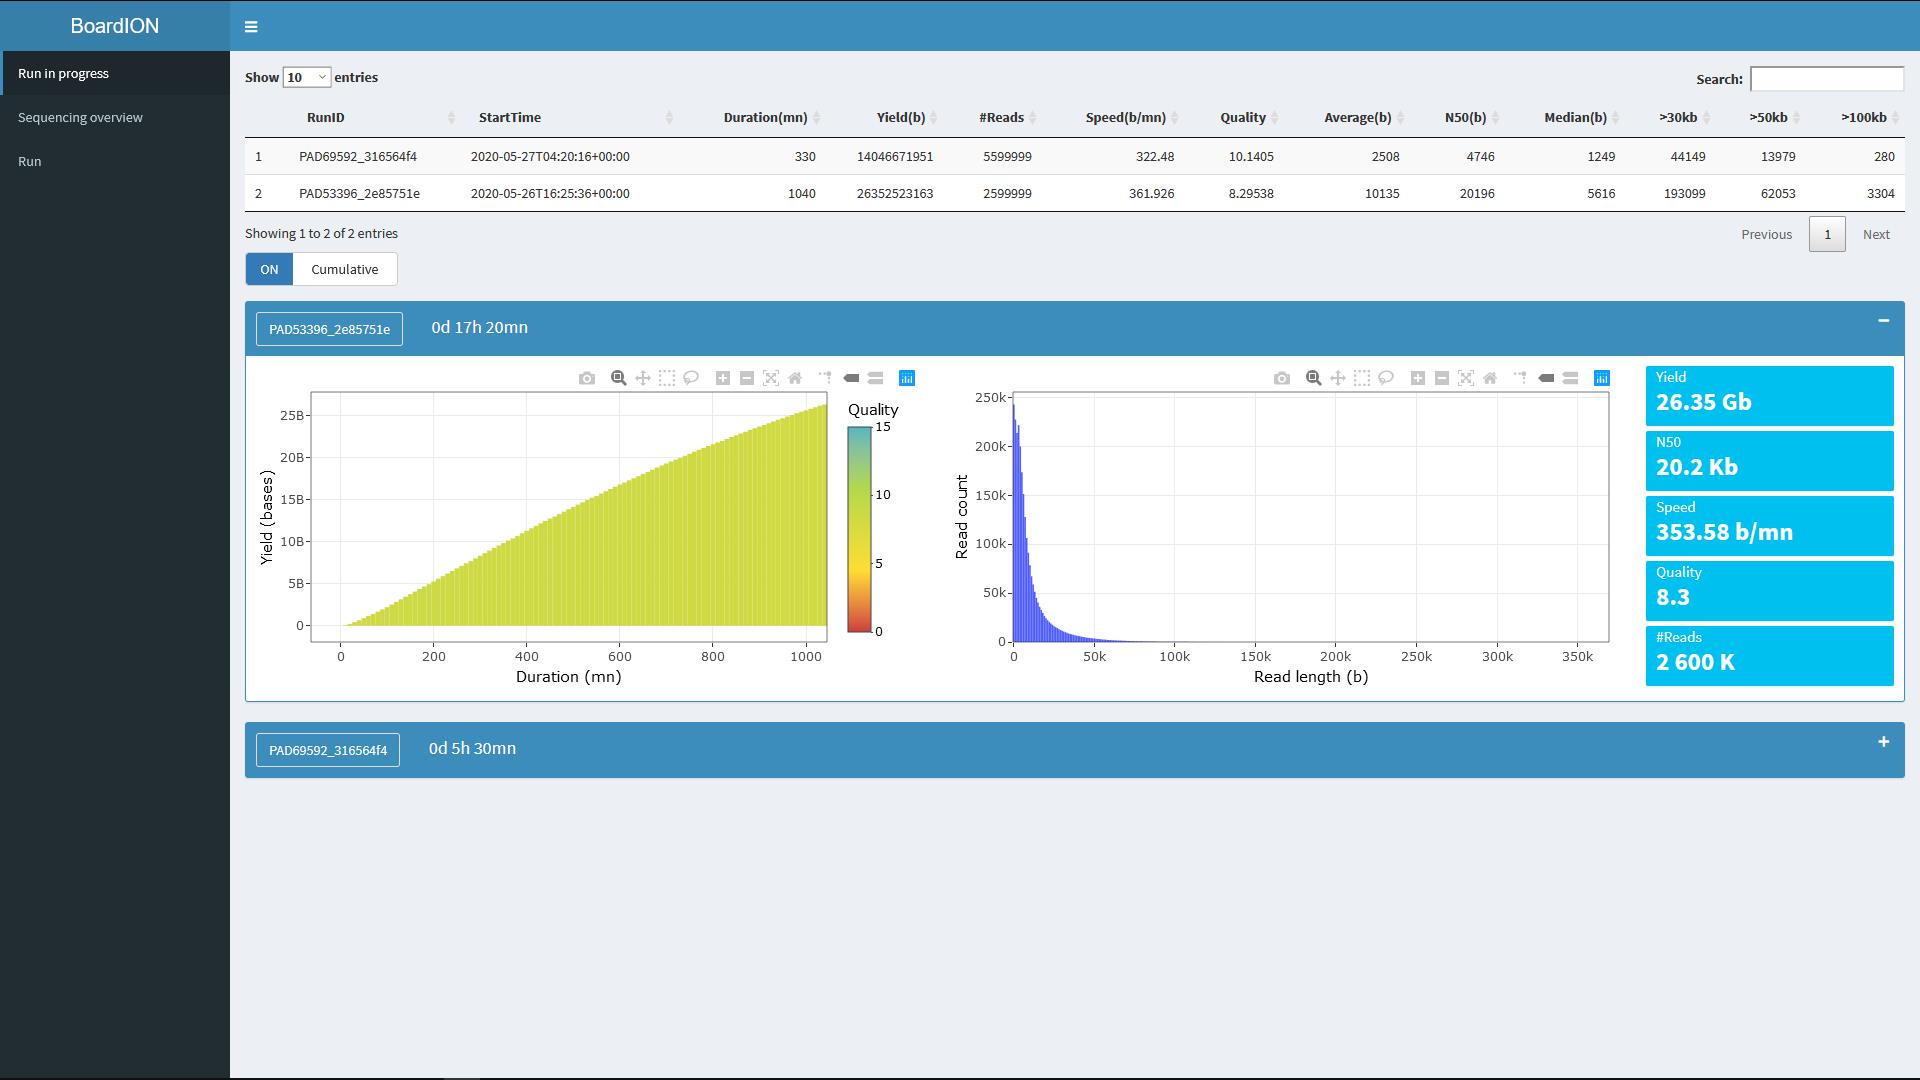 BoardION
Run in progress
Sequencing overview
Run
Show 10 entries
Search:
RunID StartTime Duration(mn) Yield(b) #Reads Speed(b/mn) Quality Average(b) N50(b) Median(b) >30kb >50kb >100kb
1 PAD69592_316564f4 2020-05-27T04:20:16+00:00 330 14046671951 5599999 322.48 10.1405 2508 4746 1249 44149 13979 280
2 PAD53396_2e85751e 2020-05-26T16:25:36+00:00 1040 26352523163 2599999 361.926 8.29538 10135 20196 5616 193099 62053 3304
Showing 1 to 2 of 2 entries
Previous 1 Next
ON Cumulative
PAD53396_2e85751e 0d 17h 20mn
Yield (bases)
25B
20B
15B
10B
5B
0
0 200 400 600 800 1000
Duration (mn)
Quality
15
10
5
0
Read count
250k
200k
150k
100k
50k
0
0 50k 100k 150k 200k 250k 300k 350k
Read length (b)
Yield
26.35 Gb
N50
20.2 Kb
Speed
353.58 b/mn
Quality
8.3
#Reads
2 600 K
PAD69592_316564f4 0d 5h 30mn